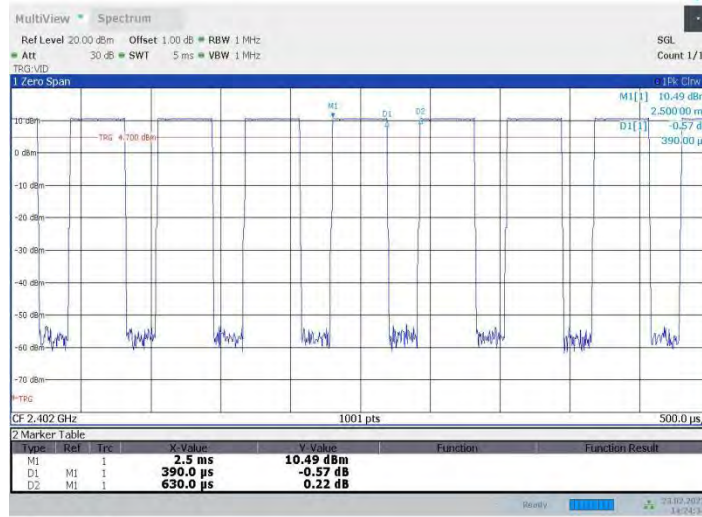 MultiView Spectrum
Ref Level 20.00 dBm Offset 1.00 dB RBW 1 MHz SGL
Att 30 dB SWT 5 ms VBW 1 MHz Count 1/1
TRG:VID
1 Zero Span 1Pk Clrw
M1[1] 10.49 dBm
2.50000 m
D1[1] -0.57 d
390.00 µ
M1
D1
D2
10 dBm
TRG 4.700 dBm
0 dBm
-10 dBm
-20 dBm
-30 dBm
-40 dBm
-50 dBm
-60 dBm
-70 dBm
TRG
CF 2.402 GHz 1001 pts 500.0 µs/
2 Marker Table
Type Ref Trc X-Value Y-Value Function Function Result
M1 1 2.5 ms 10.49 dBm
D1 M1 1 390.0 µs -0.57 dB
D2 M1 1 630.0 µs 0.22 dB
Ready